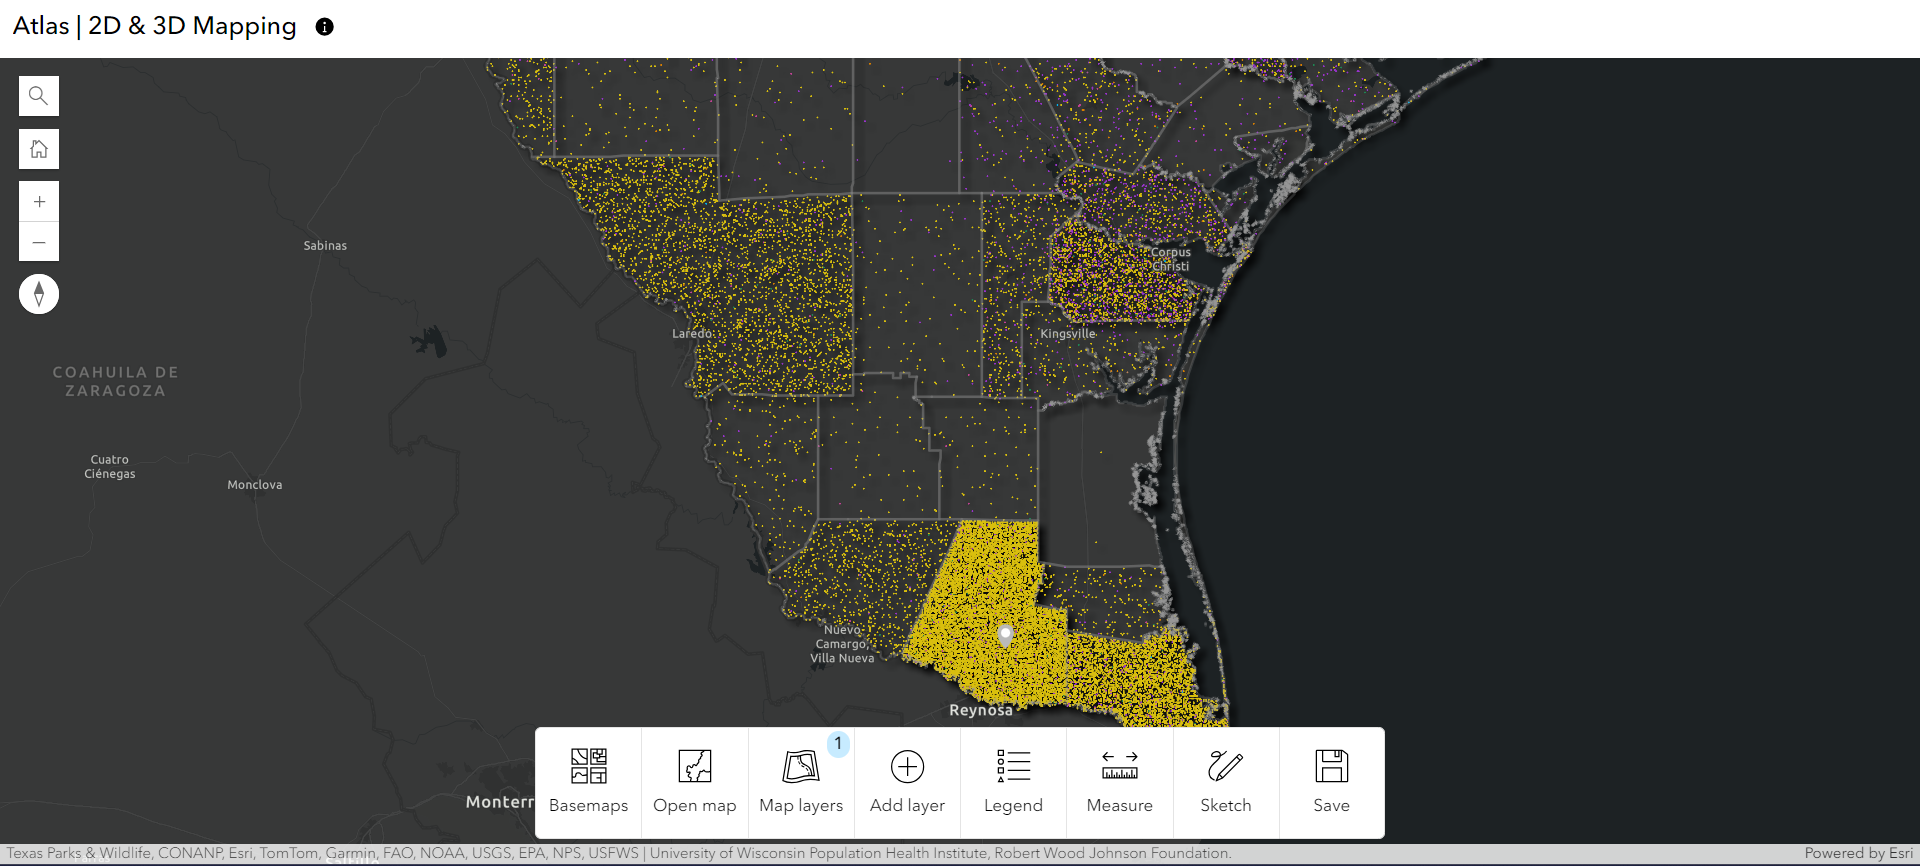 Atlas | 2D & 3D Mapping
Sabinas
Corpus
Christi
Laredo
Kingsville
COAHUILA DE
ZARAGOZA
Cuatro
Ciénegas
Monclova
Nuevo
Camargo,
Villa Nueva
Reynosa
1
Basemaps
Open map
Map layers
Add layer
Legend
Measure
Sketch
Save
Monterr
Texas Parks & Wildlife, CONANP, Esri, TomTom, Garmin, FAO, NOAA, USGS, EPA, NPS, USFWS | University of Wisconsin Population Health Institute, Robert Wood Johnson Foundation.
Powered by Esri